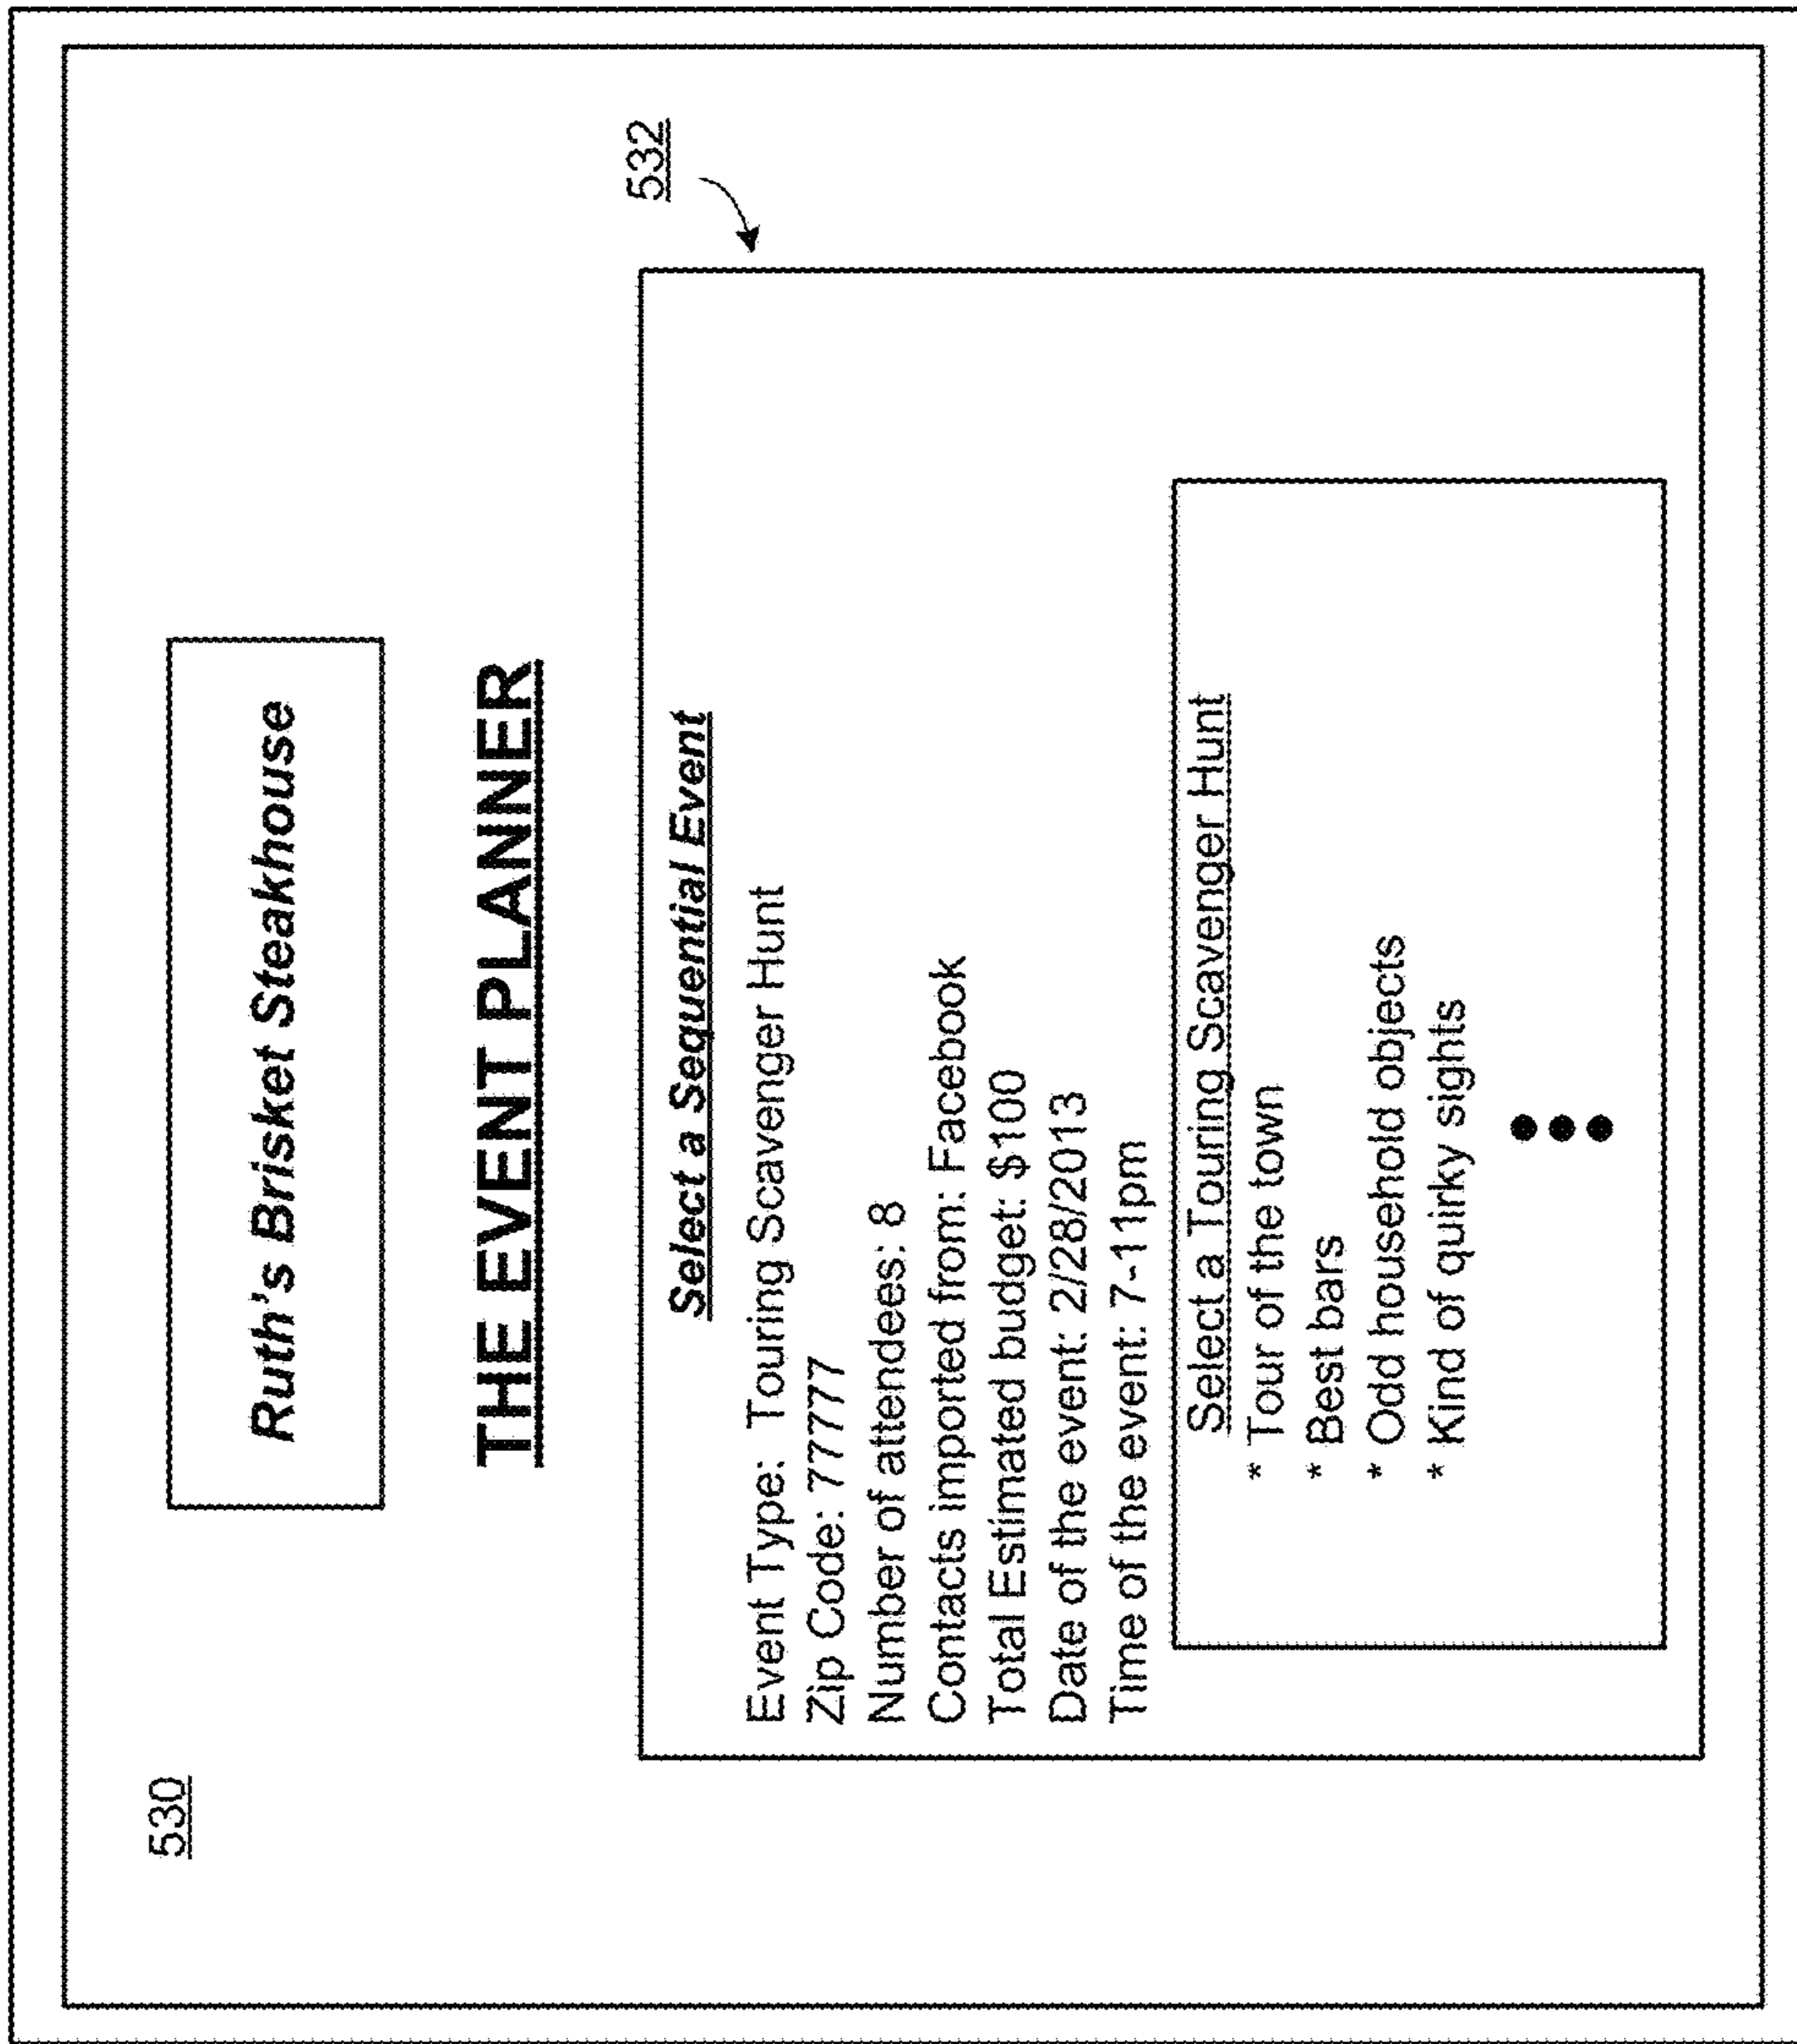 530
Ruth's Brisket Steakhouse
THE EVENT PLANNER
532
Select a Sequential Event
Event Type: Touring Scavenger Hunt
Zip Code: 77777
Number of attendees: 8
Contacts imported from: Facebook
Total Estimated budget: $100
Date of the event: 2/28/2013
Time of the event: 7-11pm
Select a Touring Scavenger Hunt
* Tour of the town
* Best bars
* Odd household objects
* Kind of quirky sights